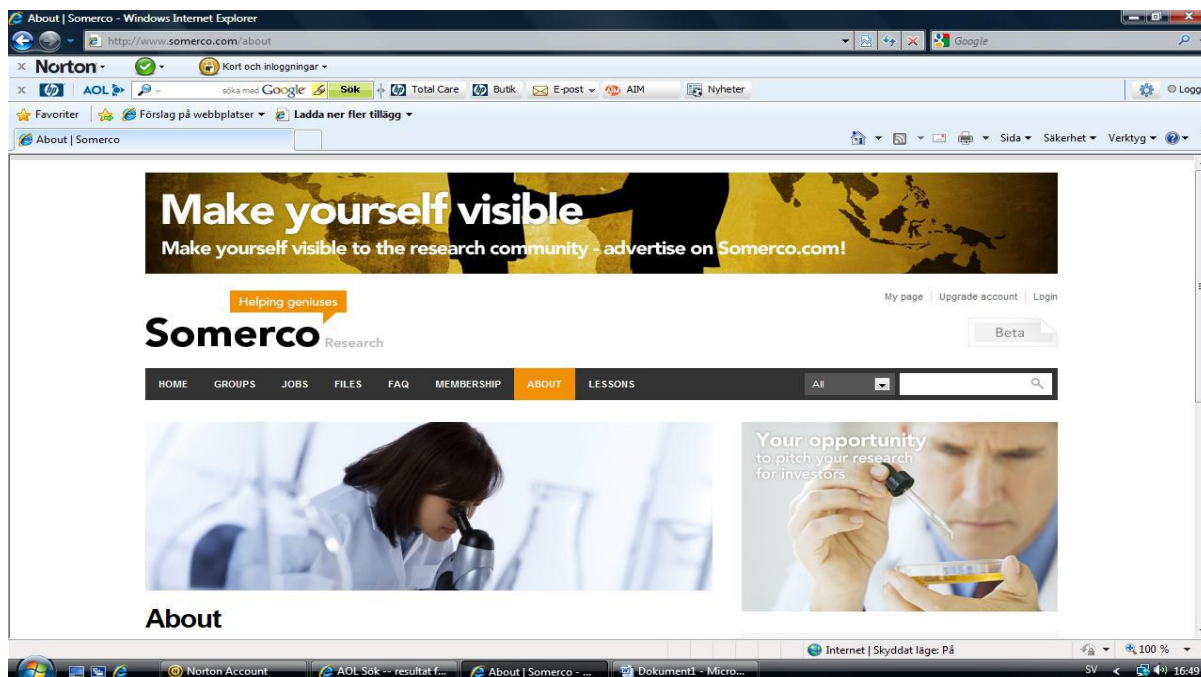 About | Somerco - Windows Internet Explorer
http://www.somerco.com/about
Google
Norton
Kort och inloggningar
hp AOL söka med Google Sök hp Total Care hp Butik E-post AIM Nyheter Logg
Favoriter Förslag på webbplatser Ladda ner fler tillägg
About | Somerco
Sida Säkerhet Verktyg
Make yourself visible
Make yourself visible to the research community - advertise on Somerco.com!
My page Upgrade account Login
Helping geniuses
Somerco Research
Beta
HOME GROUPS JOBS FILES FAQ MEMBERSHIP ABOUT LESSONS
All
Your opportunity
to pitch your research
for investors
About
Internet | Skyddat läge: På
100 %
Norton Account AOL Sök -- resultat f... About | Somerco - ... Dokument1 - Micro... SV 16:49